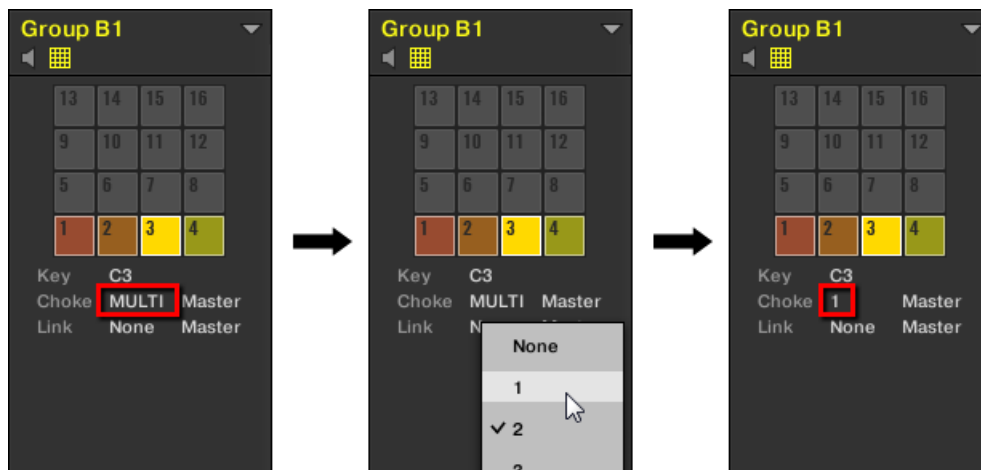 Group B1
13 14 15 16
9 10 11 12
5 6 7 8
1 2 3 4
Key C3
Choke MULTI Master
Link None Master
Group B1
13 14 15 16
9 10 11 12
5 6 7 8
1 2 3 4
Key C3
Choke MULTI Master
Link
None
1
2
Group B1
13 14 15 16
9 10 11 12
5 6 7 8
1 2 3 4
Key C3
Choke 1 Master
Link None Master